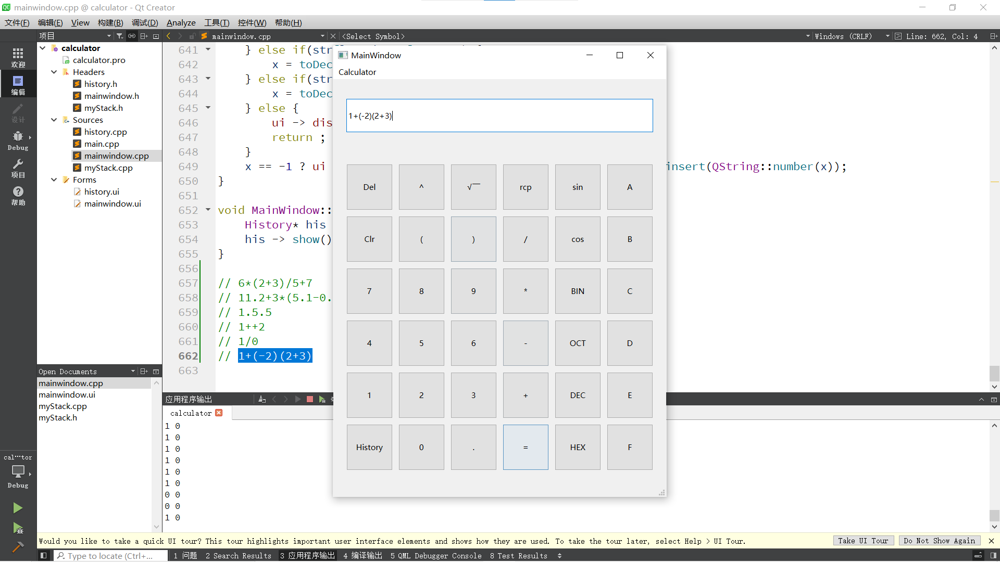 mainwindow.cpp @ calculator - Qt Creator
文件(F) 编辑(E) View 构建(B) 调试(D) Analyze 工具(T) 控件(W) 帮助(H)
项目
mainwindow.cpp
<Select Symbol>
Windows (CRLF)
Line: 662, Col: 4
欢迎
编辑
设计
Debug
项目
帮助
calculator
calculator.pro
Headers
history.h
mainwindow.h
myStack.h
Sources
history.cpp
main.cpp
mainwindow.cpp
myStack.cpp
Forms
history.ui
mainwindow.ui
641 } else if(str
642 x = toDec
643 } else if(str
644 x = toDec
645 } else {
646 ui -> dis
647 return ;
648 }
649 x == -1 ? ui insert(QString::number(x));
650 }
651
652 void MainWindow::
653 History* his
654 his -> show()
655 }
656
657 // 6*(2+3)/5+7
658 // 11.2+3*(5.1-0.
659 // 1.5.5
660 // 1++2
661 // 1/0
662 // 1+(-2)(2+3)
663
MainWindow
Calculator
1+(-2)(2+3)
Del ^ √‾ rcp sin A
Clr ( ) / cos B
7 8 9 * BIN C
4 5 6 - OCT D
1 2 3 + DEC E
History 0 . = HEX F
Open Documents
mainwindow.cpp
mainwindow.ui
myStack.cpp
myStack.h
应用程序输出
calculator
1 0
1 0
1 0
1 0
1 0
1 0
0 0
0 0
1 0
cal···tor
Debug
Would you like to take a quick UI tour? This tour highlights important user interface elements and shows how they are used. To take the tour later, select Help > UI Tour.
Take UI Tour
Do Not Show Again
Type to locate (Ctrl+...
1 问题 2 Search Results 3 应用程序输出 4 编译输出 5 QML Debugger Console 8 Test Results